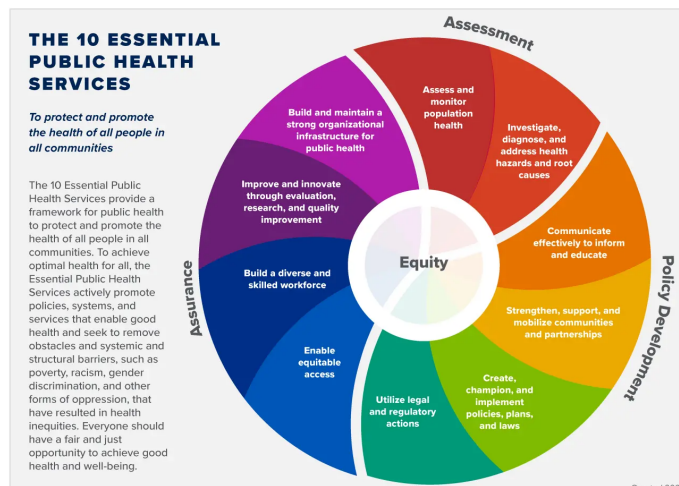 THE 10 ESSENTIAL
PUBLIC HEALTH
SERVICES
To protect and promote
the health of all people in
all communities
The 10 Essential Public
Health Services provide a
framework for public health
to protect and promote the
health of all people in all
communities. To achieve
optimal health for all, the
Essential Public Health
Services actively promote
policies, systems, and
services that enable good
health and seek to remove
obstacles and systemic and
structural barriers, such as
poverty, racism, gender
discrimination, and other
forms of oppression, that
have resulted in health
inequities. Everyone should
have a fair and just
opportunity to achieve good
health and well-being.
Assessment
Assess and
monitor
population
health
Investigate,
diagnose, and
address health
hazards and root
causes
Policy Development
Communicate
effectively to inform
and educate
Strengthen, support, and
mobilize communities
and partnerships
Create,
champion, and
implement
policies, plans,
and laws
Utilize legal
and regulatory
actions
Assurance
Enable
equitable
access
Build a diverse and
skilled workforce
Improve and innovate
through evaluation,
research, and quality
improvement
Build and maintain a
strong organizational
infrastructure for
public health
Equity